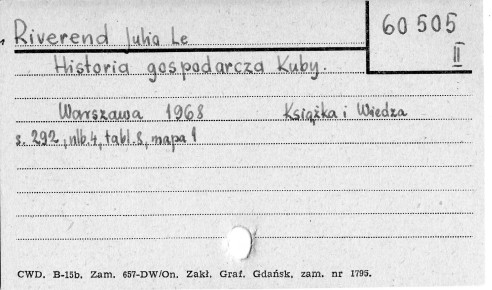 Riverend Julio Le
60 505
II
Historia gospodarcza Kuby.
Warszawa 1968 Książka i Wiedza
s. 292, nlb. 4, tabl. 8, mapa 1
CWD. B-15b. Zam. 657-DW/On. Zakł. Graf. Gdańsk, zam. nr 1795.